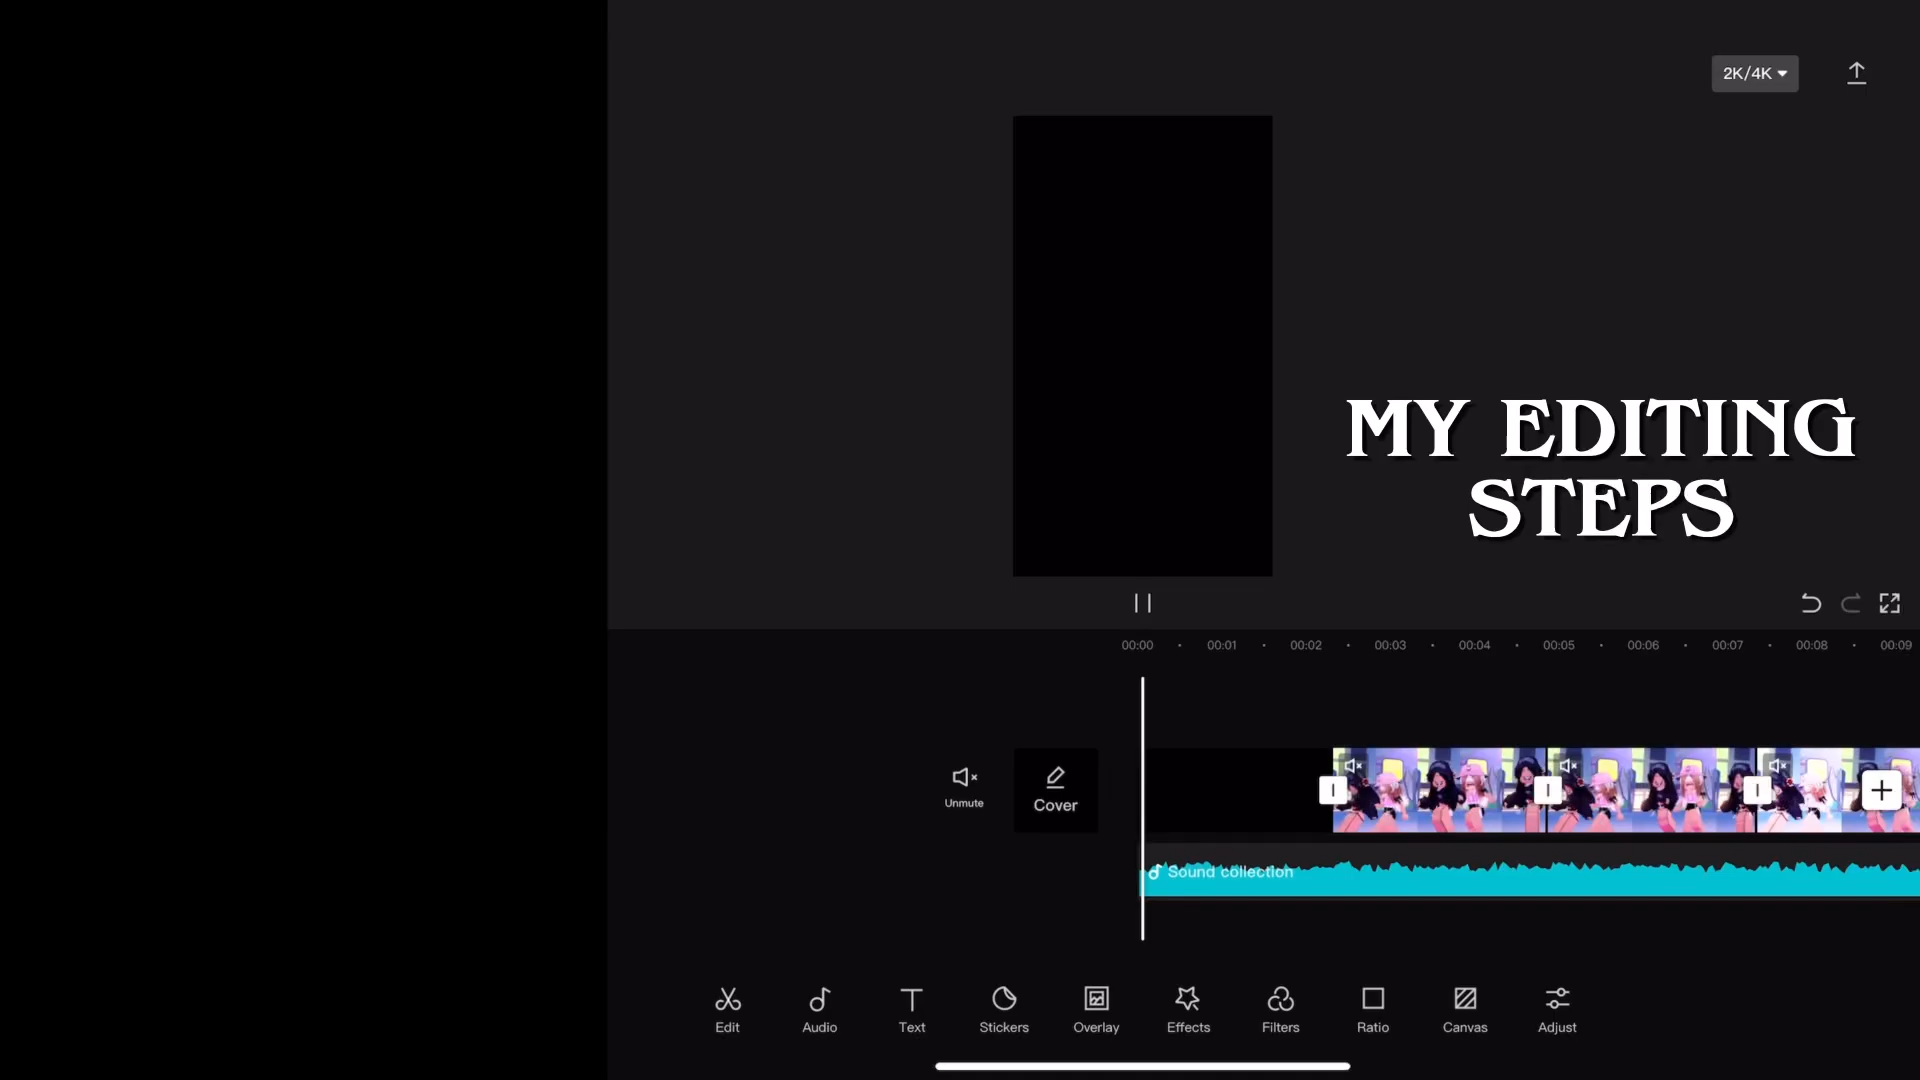 2K/4K
MY EDITING
STEPS
00:00 00:01 00:02 00:03 00:04 00:05 00:06 00:07 00:08 00:09
Unmute
Cover
Sound collection
Edit Audio Text Stickers Overlay Effects Filters Ratio Canvas Adjust